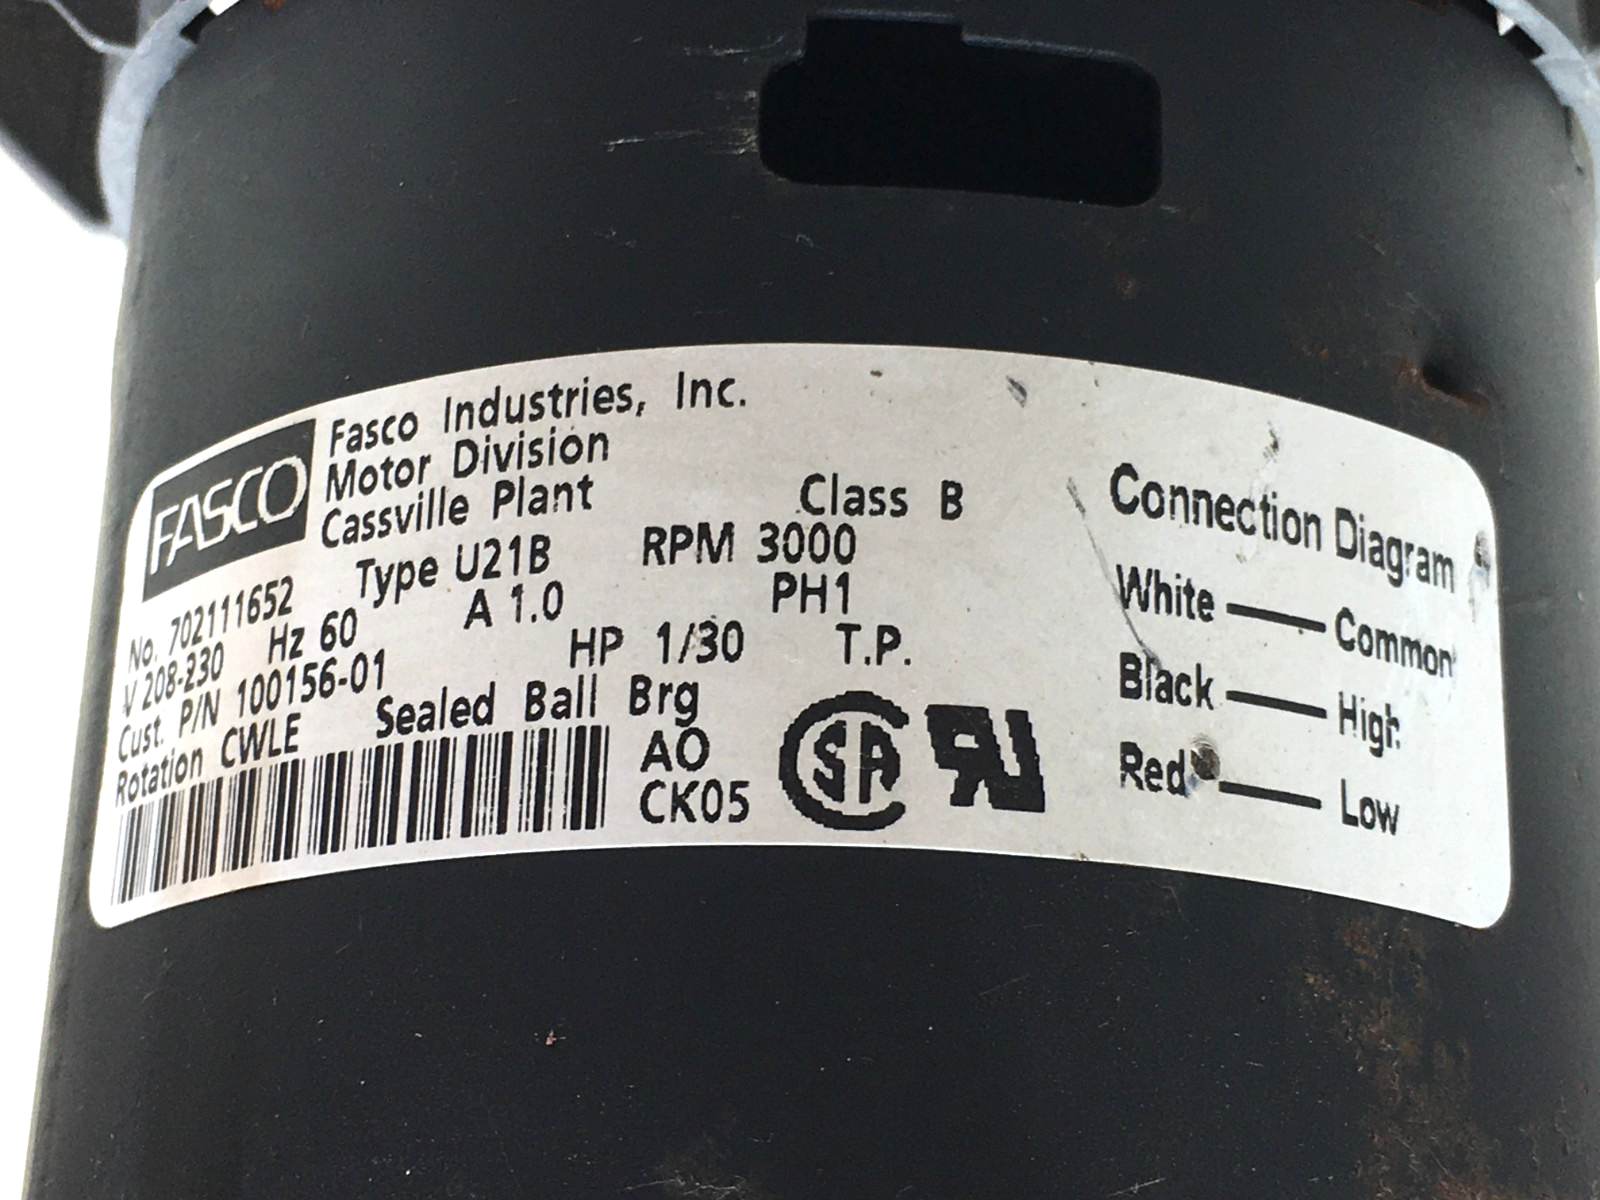 FASCO
Fasco Industries, Inc.
Motor Division
Cassville Plant
Class B
No. 702111652 Type U21B RPM 3000
V 208-230 Hz 60 A 1.0 PH1
Cust. P/N 100156-01 HP 1/30 T.P.
Rotation CWLE Sealed Ball Brg
AO
CK05
SA
RU
Connection Diagram
White — Common
Black — High
Red — Low